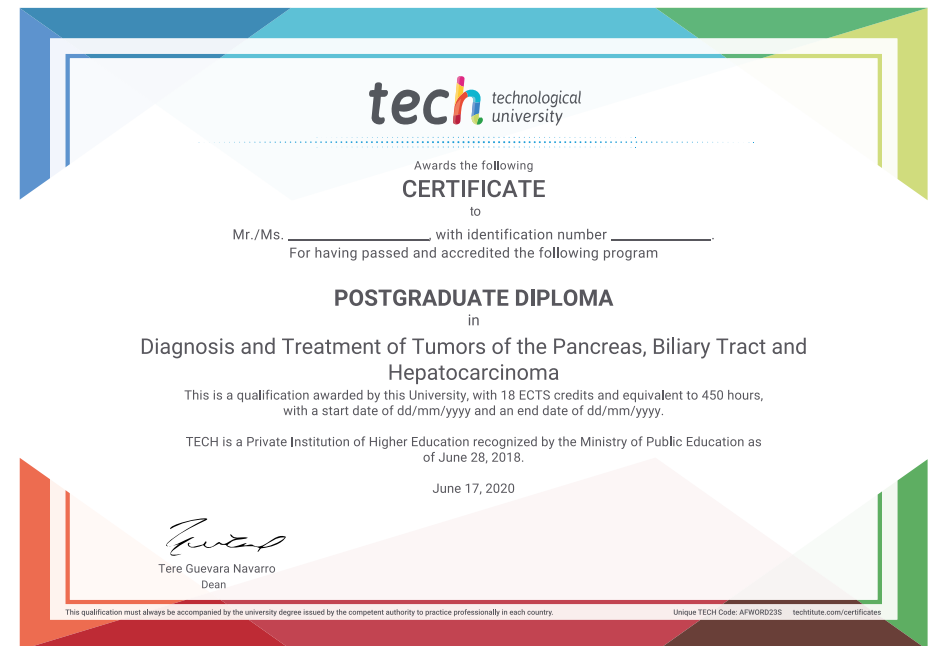 tech technological
university
Awards the following
CERTIFICATE
to
Mr./Ms. ____________, with identification number ____________.
For having passed and accredited the following program
POSTGRADUATE DIPLOMA
in
Diagnosis and Treatment of Tumors of the Pancreas, Biliary Tract and
Hepatocarcinoma
This is a qualification awarded by this University, with 18 ECTS credits and equivalent to 450 hours,
with a start date of dd/mm/yyyy and an end date of dd/mm/yyyy.
TECH is a Private Institution of Higher Education recognized by the Ministry of Public Education as
of June 28, 2018.
June 17, 2020
Tere Guevara Navarro
Dean
This qualification must always be accompanied by the university degree issued by the competent authority to practice professionally in each country.
Unique TECH Code: AFWORD23S techtitute.com/certificates